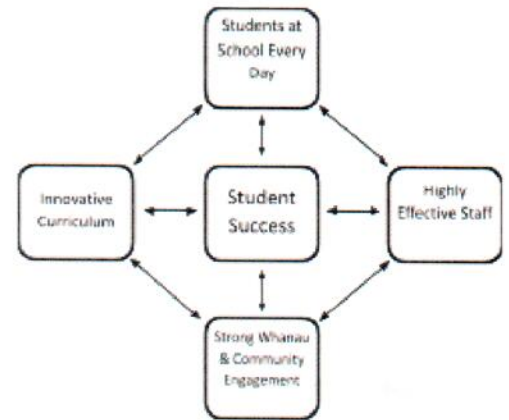 Students at
School Every
Day
Innovative
Curriculum
Student
Success
Highly
Effective Staff
Strong Whanau
& Community
Engagement